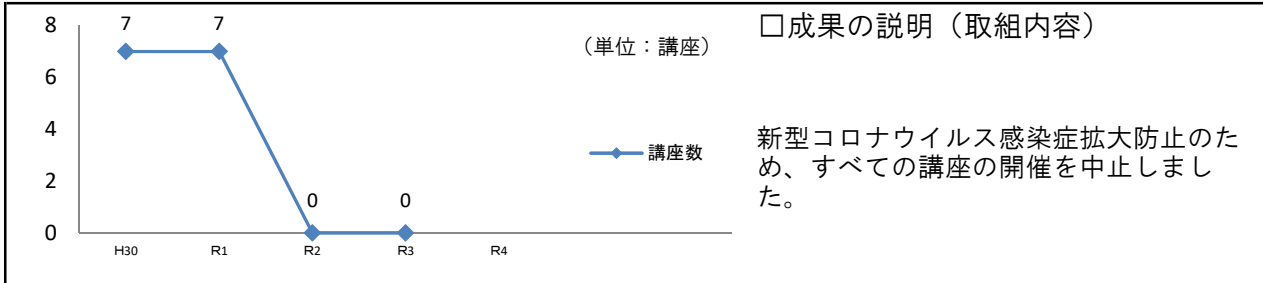 8
6
4
2
0
7
7
0
0
H30
R1
R2
R3
R4
（単位：講座）
講座数
□成果の説明（取組内容）
新型コロナウイルス感染症拡大防止のた
め、すべての講座の開催を中止しまし
た。